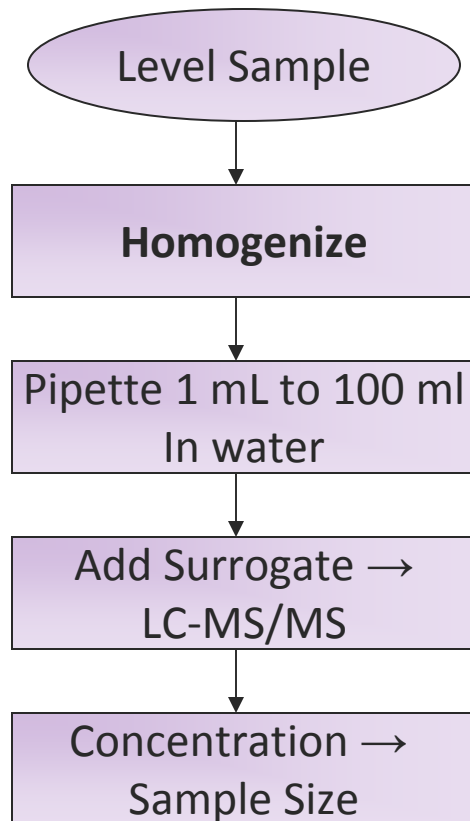 Level Sample
Homogenize
Pipette 1 mL to 100 ml
In water
Add Surrogate →
LC-MS/MS
Concentration →
Sample Size